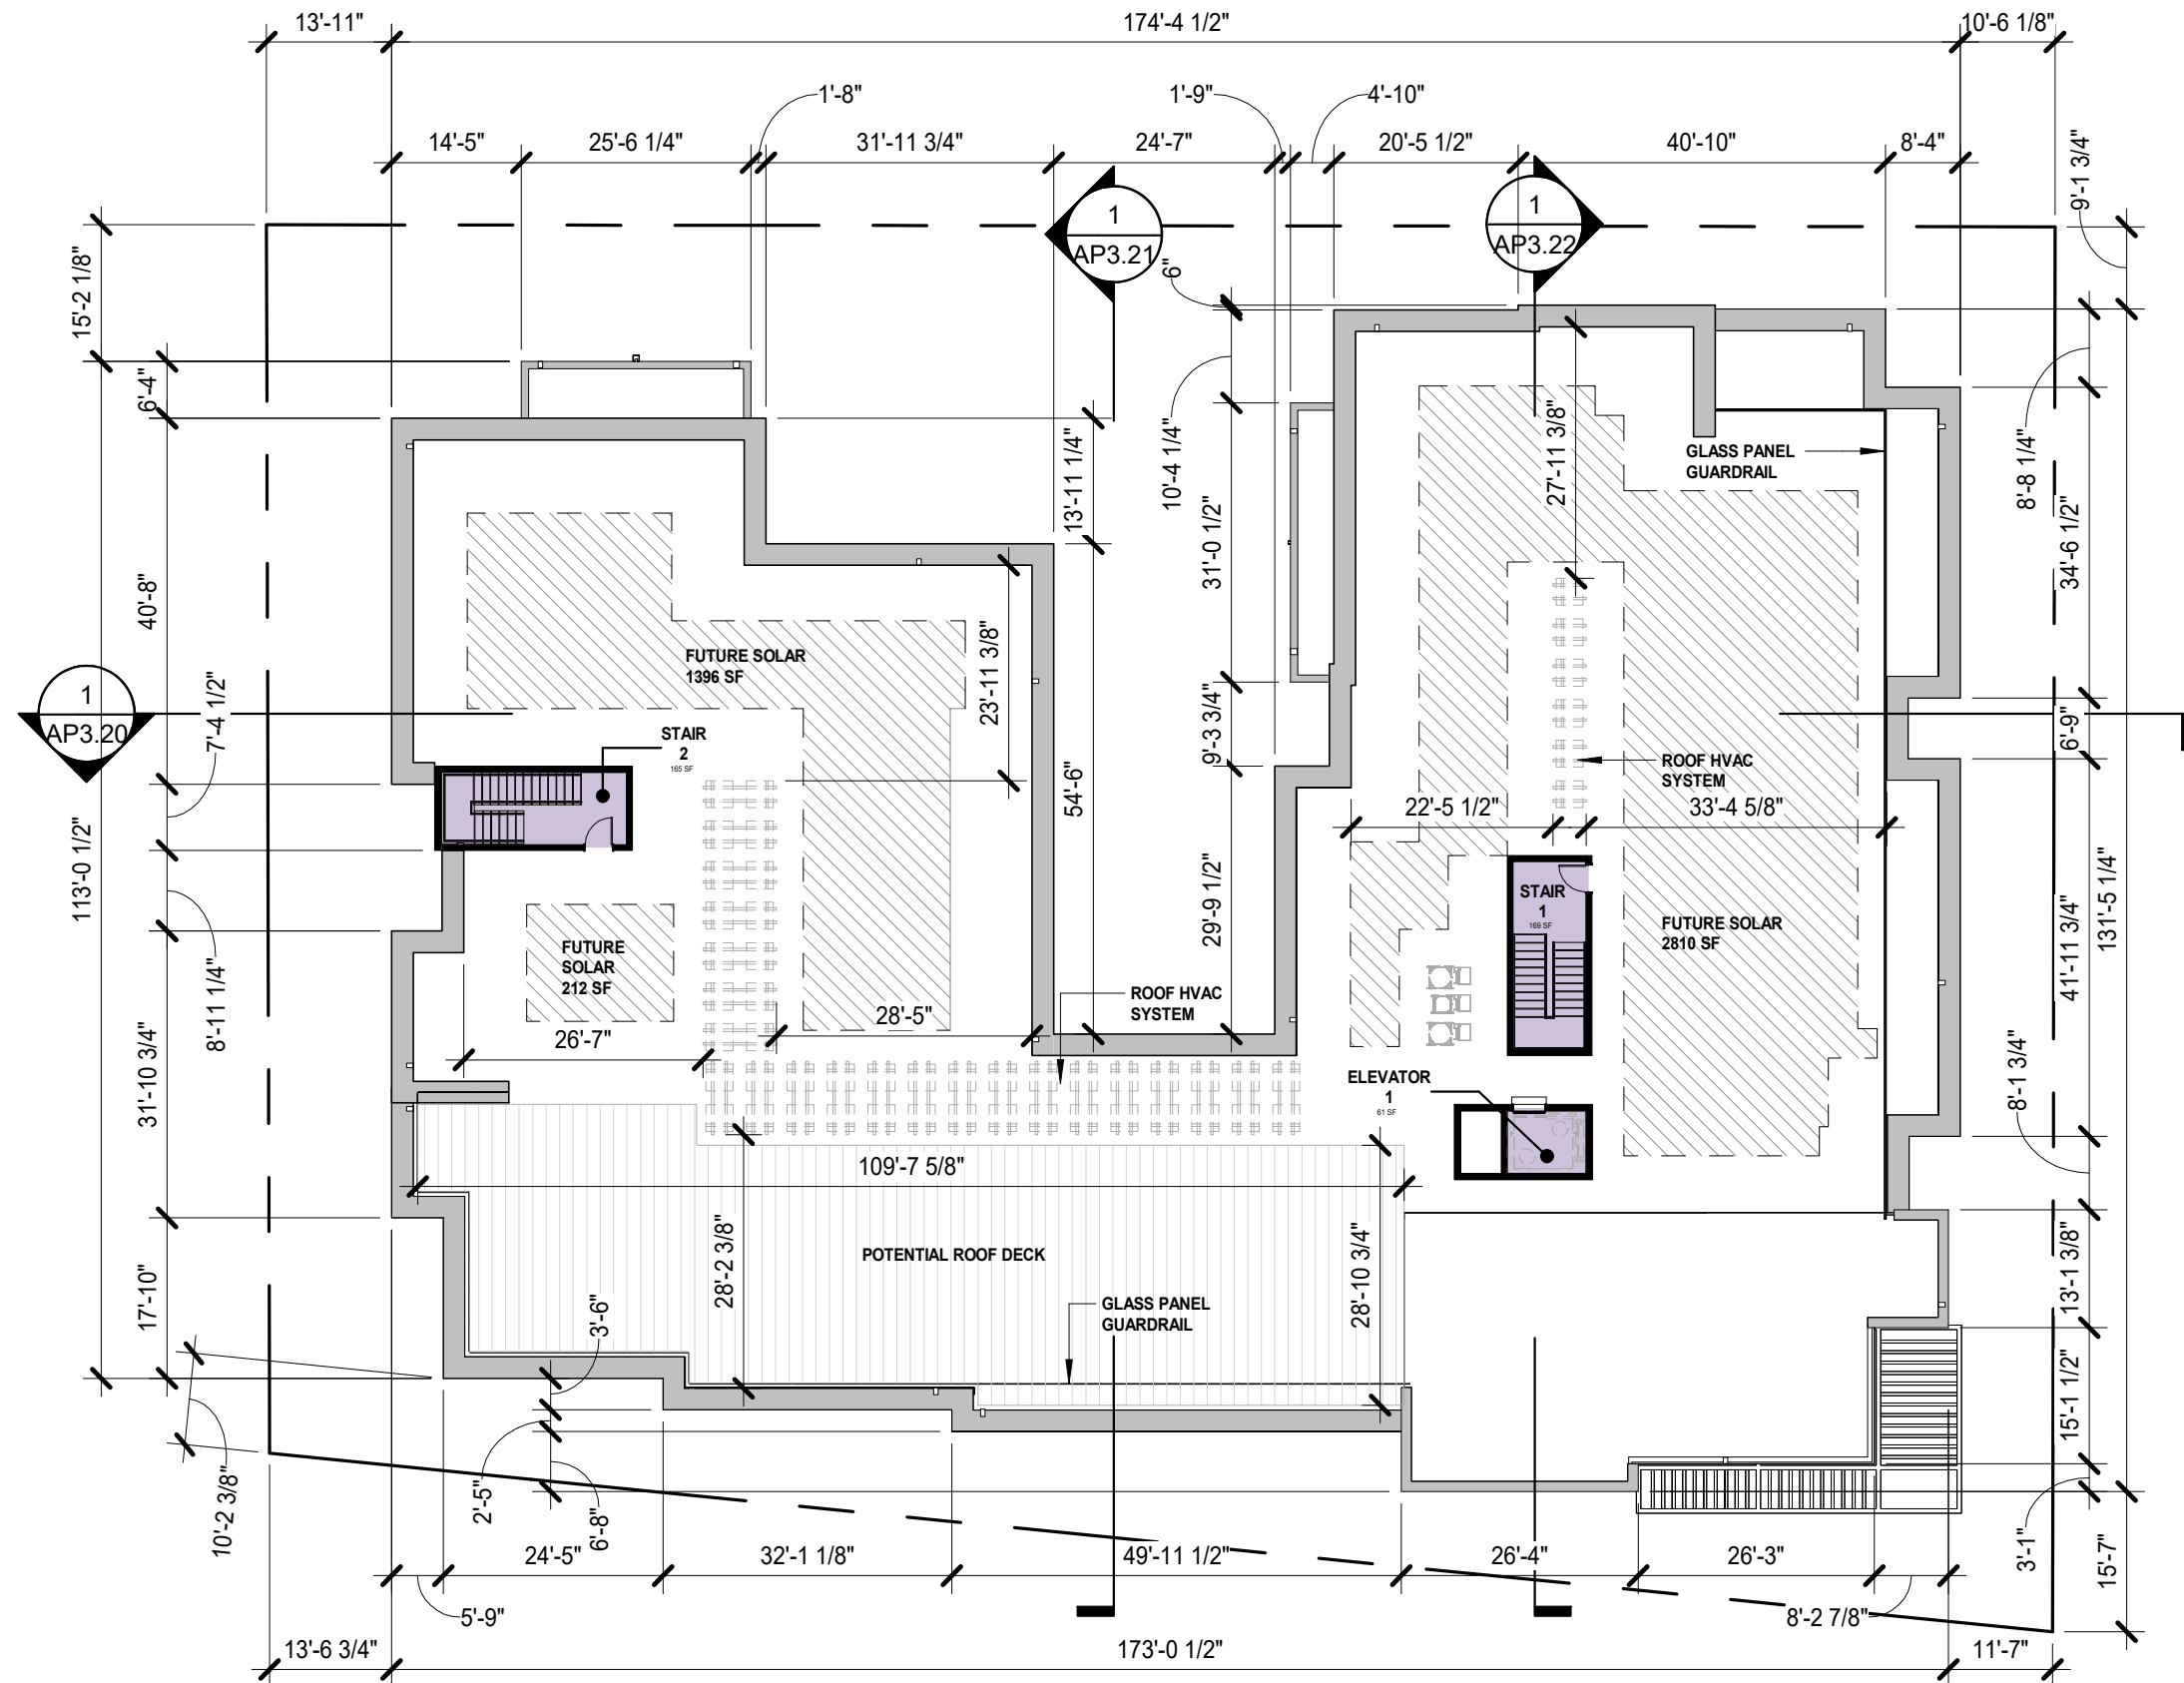 13'-11"
174'-4 1/2"
10'-6 1/8"
1'-8"
1'-9"
4'-10"
14'-5"
25'-6 1/4"
31'-11 3/4"
24'-7"
20'-5 1/2"
40'-10"
8'-4"
9'-1 3/4"
1
AP3.21
1
AP3.22
15'-2 1/8"
6"
6'-4"
13'-11 1/4"
10'-4 1/4"
27'-11 3/8"
GLASS PANEL
GUARDRAIL
8'-8 1/4"
34'-6 1/2"
31'-0 1/2"
40'-8"
FUTURE SOLAR
1396 SF
23'-11 3/8"
1
AP3.20
7'-4 1/2"
STAIR
2
165 SF
9'-3 3/4"
6'-9"
ROOF HVAC
SYSTEM
54'-6"
22'-5 1/2"
33'-4 5/8"
113'-0 1/2"
29'-9 1/2"
STAIR
1
169 SF
FUTURE SOLAR
2810 SF
41'-11 3/4"
131'-5 1/4"
FUTURE
SOLAR
212 SF
8'-11 1/4"
ROOF HVAC
SYSTEM
28'-5"
26'-7"
31'-10 3/4"
ELEVATOR
1
61 SF
8'-1 3/4"
109'-7 5/8"
28'-2 3/8"
POTENTIAL ROOF DECK
28'-10 3/4"
13'-1 3/8"
17'-10"
3'-6"
GLASS PANEL
GUARDRAIL
15'-1 1/2"
10'-2 3/8"
2'-5"
6'-8"
3'-1"
15'-7"
24'-5"
32'-1 1/8"
49'-11 1/2"
26'-4"
26'-3"
5'-9"
8'-2 7/8"
13'-6 3/4"
173'-0 1/2"
11'-7"